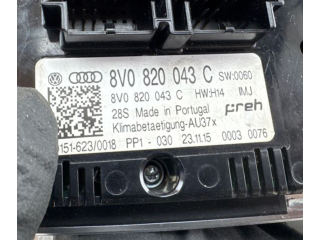 8V0 820 043 C SW:0060
8V0 820 043 C HW:H14 IMJ
28S Made in Portugal preh
Klimabetaetigung-AU37x
0151-623/0018 PP1 - 030 23.11.15 0003 0076